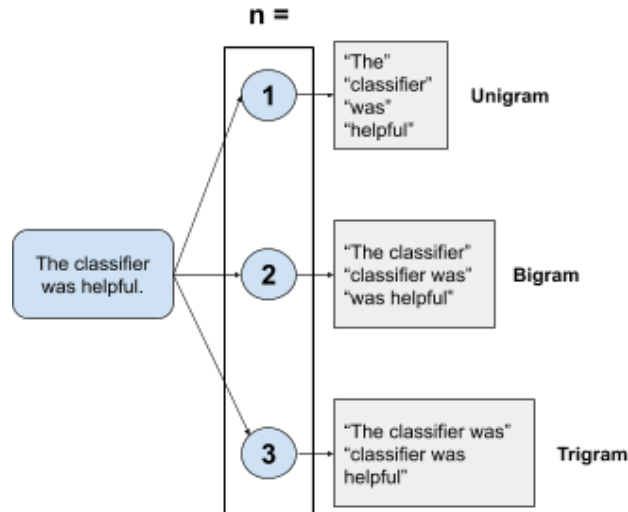 n =
The classifier
was helpful.
1
“The”
“classifier”
“was”
“helpful”
Unigram
2
“The classifier”
“classifier was”
“was helpful”
Bigram
3
“The classifier was”
“classifier was
helpful”
Trigram